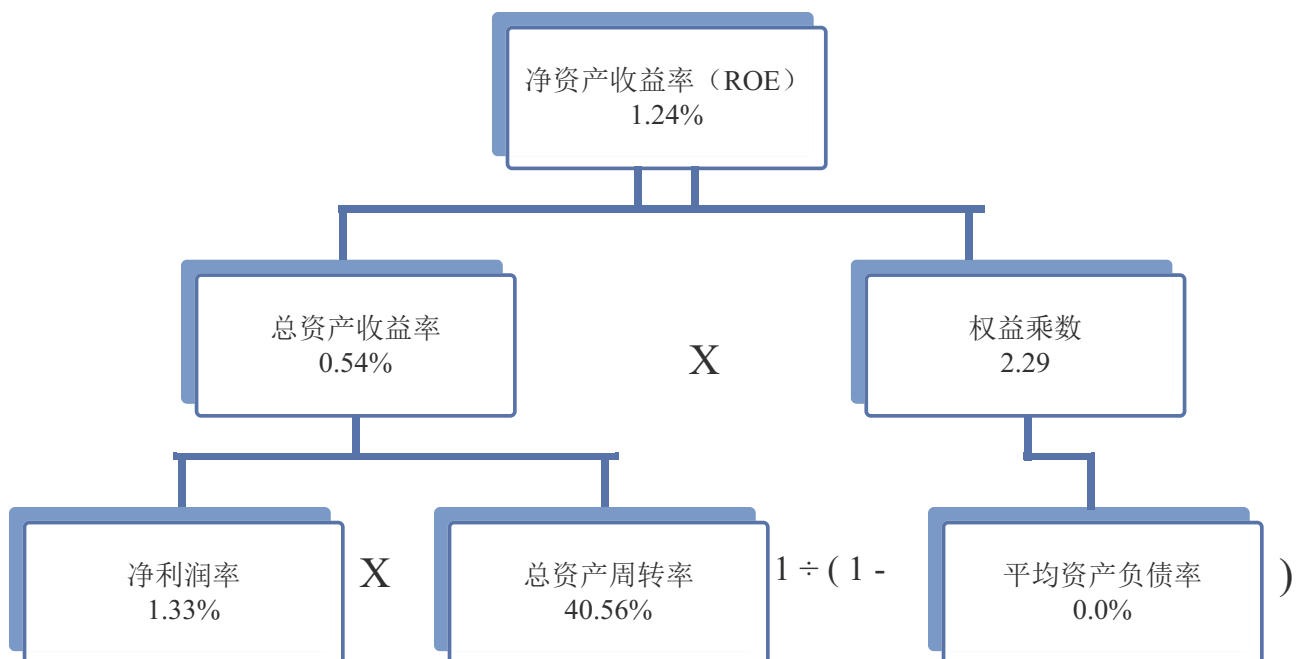 净资产收益率（ROE）
1.24%
总资产收益率
0.54%
X
权益乘数
2.29
净利润率
1.33%
X
总资产周转率
40.56%
1 ÷ ( 1 -
平均资产负债率
0.0%
)